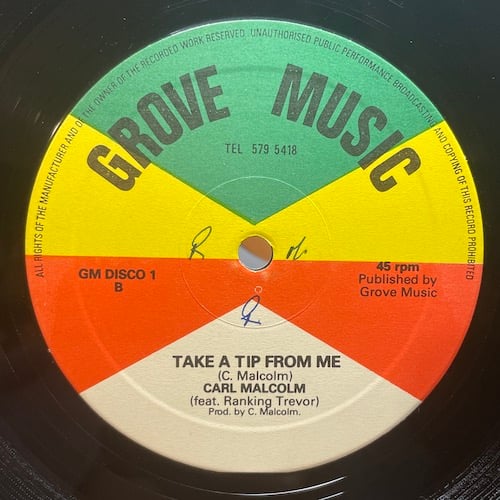 ALL RIGHTS OF THE MANUFACTURER AND OF THE OWNER OF THE RECORDED WORK RESERVED. UNAUTHORISED PUBLIC PERFORMANCE BROADCASTING AND COPYING OF THIS RECORD PROHIBITED
GROVE MUSIC
TEL 579 5418
GM DISCO 1
B
45 rpm
Published by
Grove Music
TAKE A TIP FROM ME
(C. Malcolm)
CARL MALCOLM
(feat. Ranking Trevor)
Prod. by C. Malcolm.